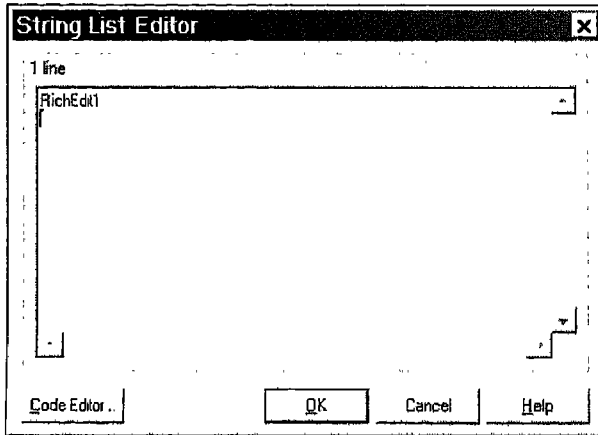 String List Editor
1 line
RichEdit1
Code Editor...
OK
Cancel
Help